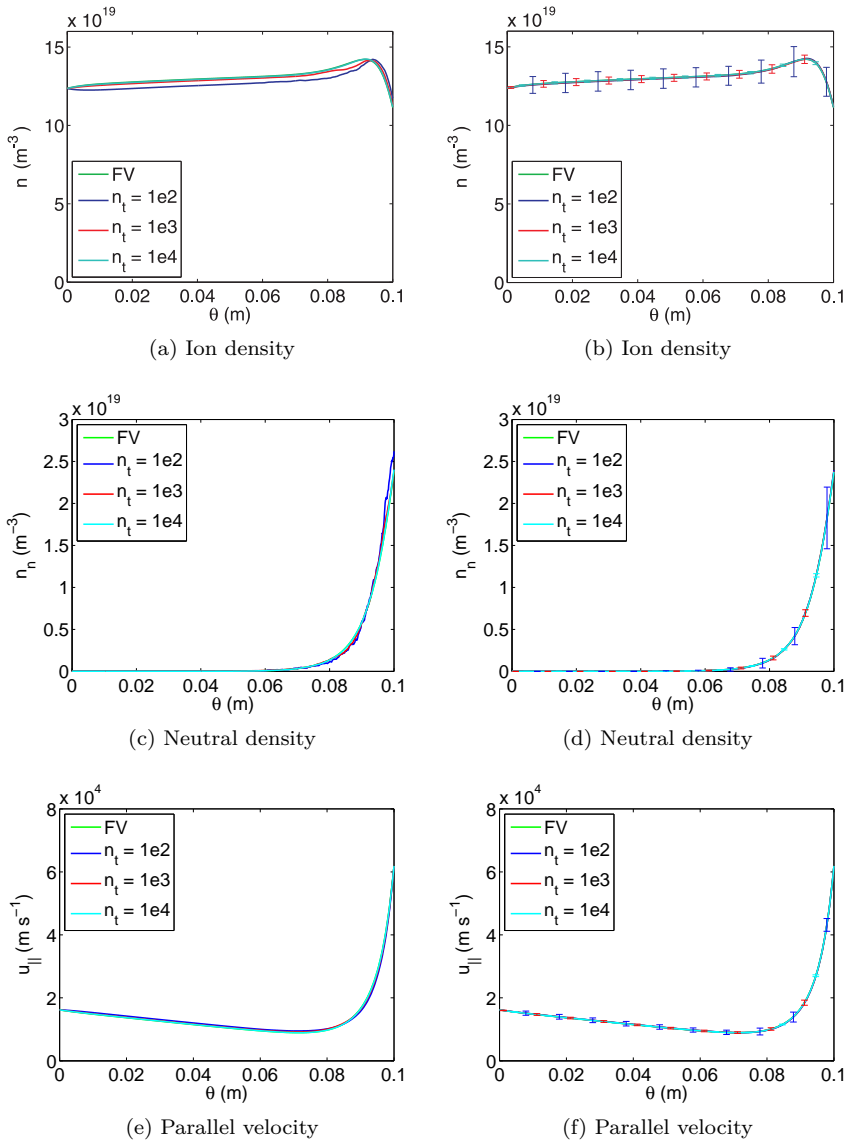 x 10^19
15
10
5
0
n (m^-3)
FV
n_t = 1e2
n_t = 1e3
n_t = 1e4
0 0.02 0.04 0.06 0.08 0.1
θ (m)
(a) Ion density
x 10^19
15
10
5
0
n (m^-3)
FV
n_t = 1e2
n_t = 1e3
n_t = 1e4
0 0.02 0.04 0.06 0.08 0.1
θ (m)
(b) Ion density
x 10^19
3
2.5
2
1.5
1
0.5
0
n_n (m^−3)
FV
n_t = 1e2
n_t = 1e3
n_t = 1e4
0 0.02 0.04 0.06 0.08 0.1
θ (m)
(c) Neutral density
x 10^19
3
2.5
2
1.5
1
0.5
0
n_n (m^−3)
FV
n_t = 1e2
n_t = 1e3
n_t = 1e4
0 0.02 0.04 0.06 0.08 0.1
θ (m)
(d) Neutral density
x 10^4
8
6
4
2
0
u_|| (m s^−1)
FV
n_t = 1e2
n_t = 1e3
n_t = 1e4
0 0.02 0.04 0.06 0.08 0.1
θ (m)
(e) Parallel velocity
x 10^4
8
6
4
2
0
u_|| (m s^−1)
FV
n_t = 1e2
n_t = 1e3
n_t = 1e4
0 0.02 0.04 0.06 0.08 0.1
θ (m)
(f) Parallel velocity